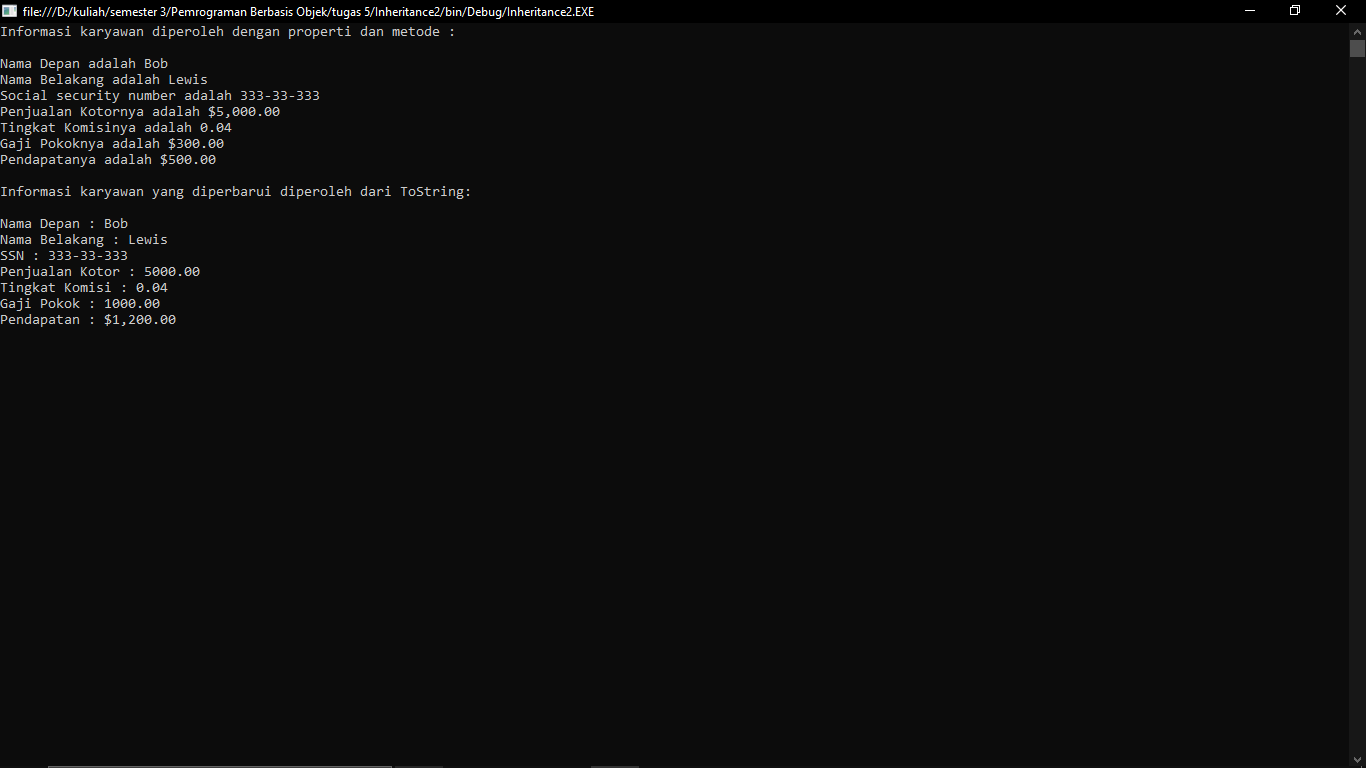 file:///D:/kuliah/semester 3/Pemrograman Berbasis Objek/tugas 5/Inheritance2/bin/Debug/Inheritance2.EXE
Informasi karyawan diperoleh dengan properti dan metode :
Nama Depan adalah Bob
Nama Belakang adalah Lewis
Social security number adalah 333-33-333
Penjualan Kotornya adalah $5,000.00
Tingkat Komisinya adalah 0.04
Gaji Pokoknya adalah $300.00
Pendapatanya adalah $500.00
Informasi karyawan yang diperbarui diperoleh dari ToString:
Nama Depan : Bob
Nama Belakang : Lewis
SSN : 333-33-333
Penjualan Kotor : 5000.00
Tingkat Komisi : 0.04
Gaji Pokok : 1000.00
Pendapatan : $1,200.00